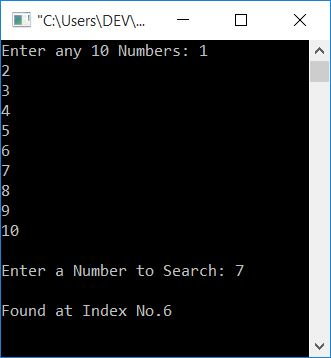 "C:\Users\DEV\...
Enter any 10 Numbers: 1
2
3
4
5
6
7
8
9
10
Enter a Number to Search: 7
Found at Index No.6